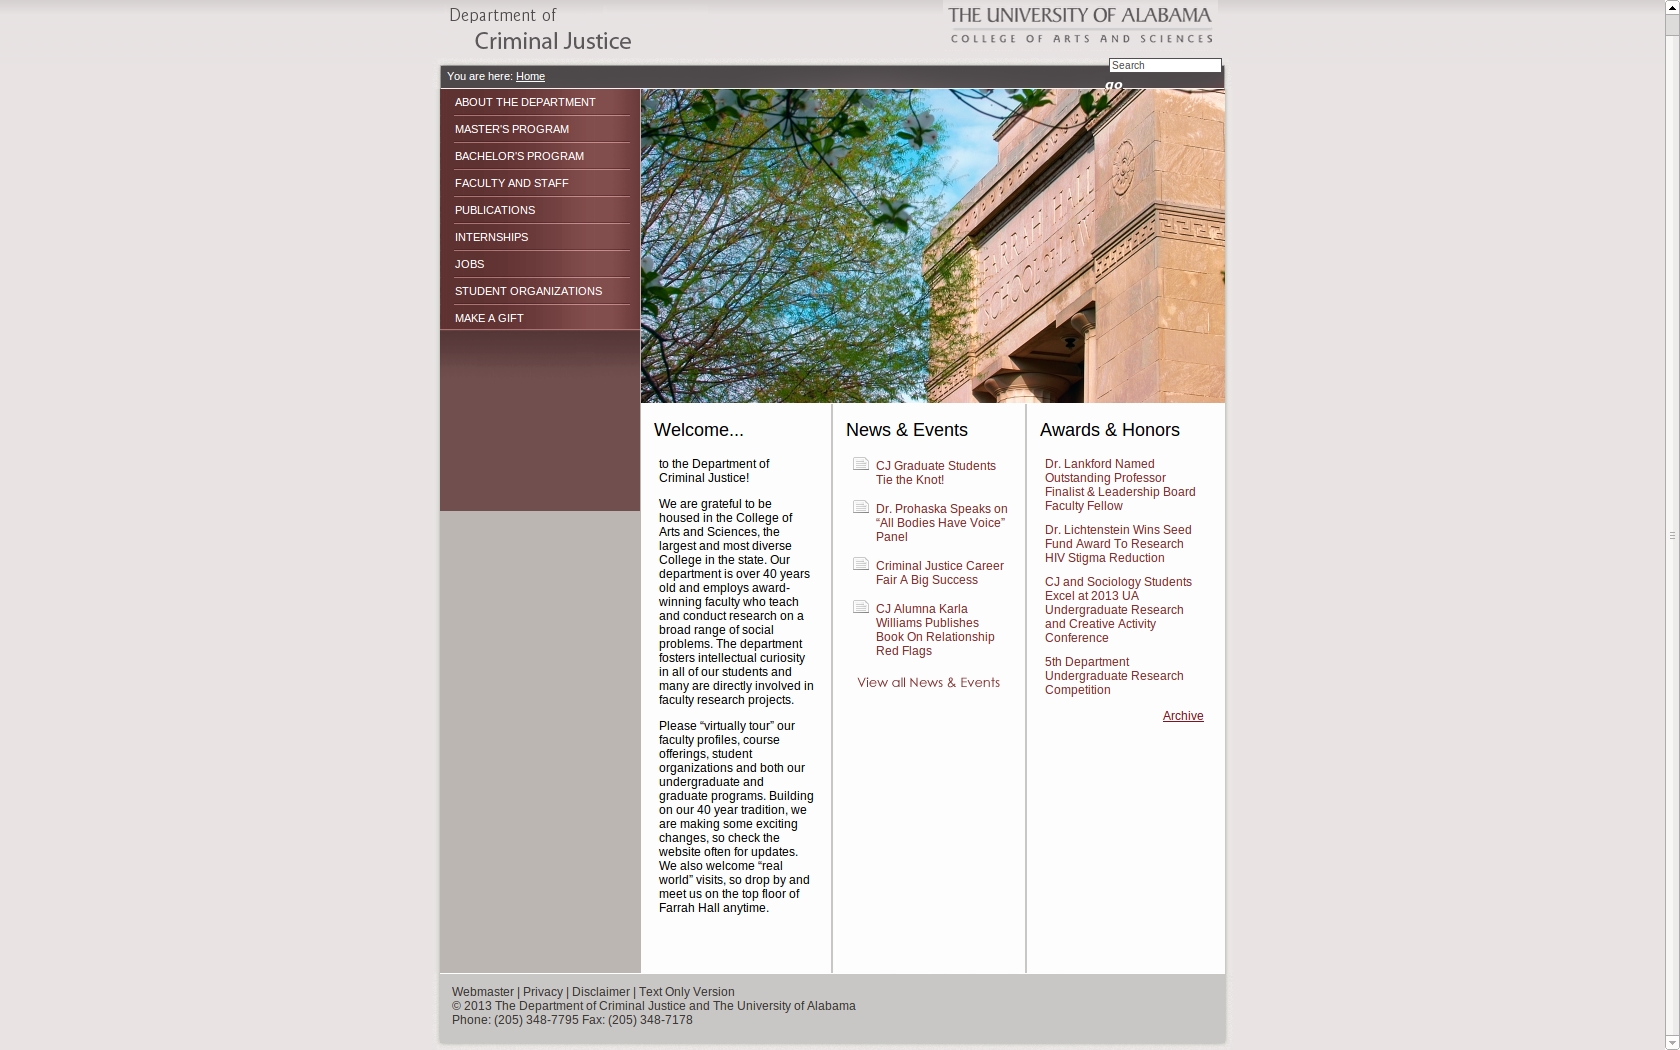 Department of
Criminal Justice
THE UNIVERSITY OF ALABAMA
COLLEGE OF ARTS AND SCIENCES
You are here: Home
Search
go
ABOUT THE DEPARTMENT
MASTER'S PROGRAM
BACHELOR'S PROGRAM
FACULTY AND STAFF
PUBLICATIONS
INTERNSHIPS
JOBS
STUDENT ORGANIZATIONS
MAKE A GIFT
FARRAH HALL
SCHOOL of LAW
Welcome...
to the Department of
Criminal Justice!
We are grateful to be
housed in the College of
Arts and Sciences, the
largest and most diverse
College in the state. Our
department is over 40 years
old and employs award-
winning faculty who teach
and conduct research on a
broad range of social
problems. The department
fosters intellectual curiosity
in all of our students and
many are directly involved in
faculty research projects.
Please “virtually tour” our
faculty profiles, course
offerings, student
organizations and both our
undergraduate and
graduate programs. Building
on our 40 year tradition, we
are making some exciting
changes, so check the
website often for updates.
We also welcome “real
world” visits, so drop by and
meet us on the top floor of
Farrah Hall anytime.
News & Events
CJ Graduate Students
Tie the Knot!
Dr. Prohaska Speaks on
“All Bodies Have Voice”
Panel
Criminal Justice Career
Fair A Big Success
CJ Alumna Karla
Williams Publishes
Book On Relationship
Red Flags
View all News & Events
Awards & Honors
Dr. Lankford Named
Outstanding Professor
Finalist & Leadership Board
Faculty Fellow
Dr. Lichtenstein Wins Seed
Fund Award To Research
HIV Stigma Reduction
CJ and Sociology Students
Excel at 2013 UA
Undergraduate Research
and Creative Activity
Conference
5th Department
Undergraduate Research
Competition
Archive
Webmaster | Privacy | Disclaimer | Text Only Version
© 2013 The Department of Criminal Justice and The University of Alabama
Phone: (205) 348-7795 Fax: (205) 348-7178